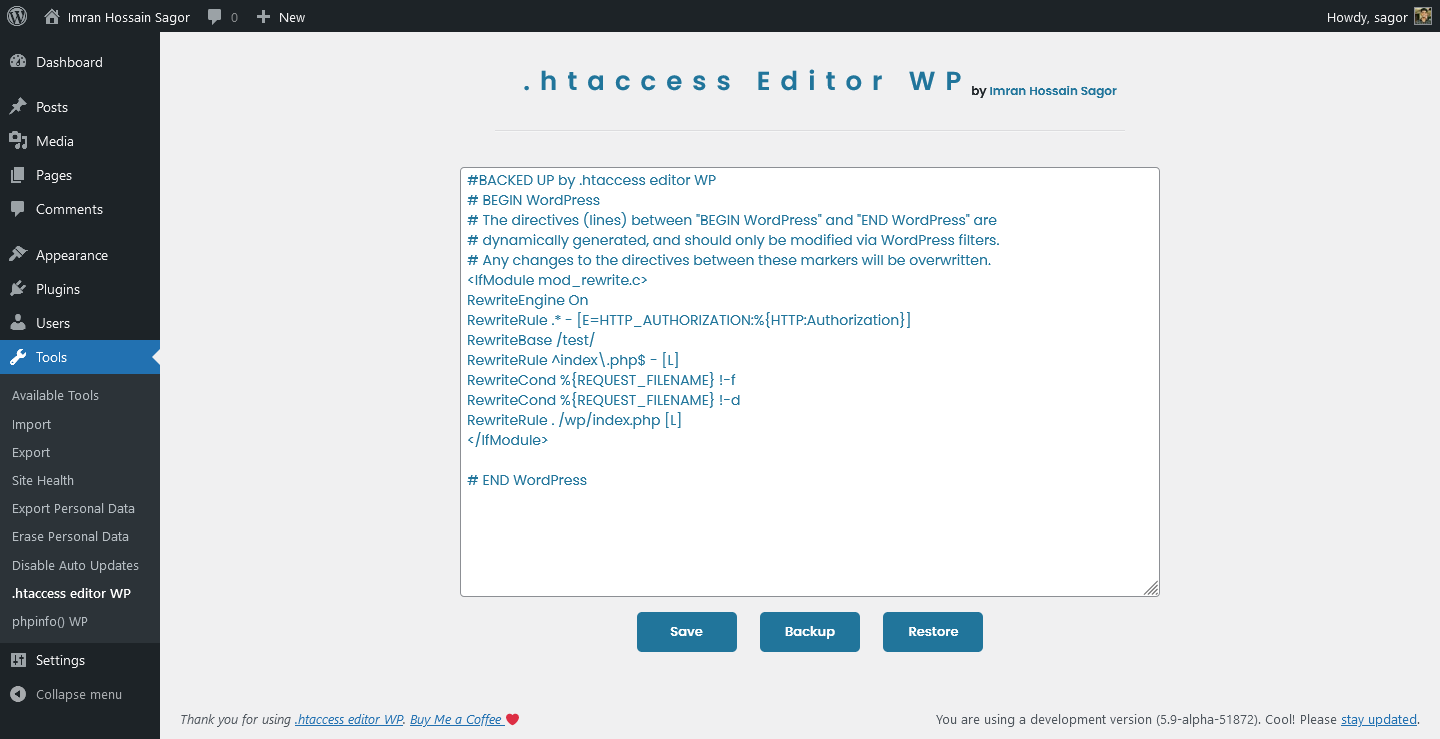 Imran Hossain Sagor
0
New
Howdy, sagor
Dashboard
Posts
Media
Pages
Comments
Appearance
Plugins
Users
Tools
Available Tools
Import
Export
Site Health
Export Personal Data
Erase Personal Data
Disable Auto Updates
.htaccess editor WP
phpinfo() WP
Settings
Collapse menu
.htaccess Editor WP by Imran Hossain Sagor
#BACKED UP by .htaccess editor WP
# BEGIN WordPress
# The directives (lines) between "BEGIN WordPress" and "END WordPress" are
# dynamically generated, and should only be modified via WordPress filters.
# Any changes to the directives between these markers will be overwritten.
<IfModule mod_rewrite.c>
RewriteEngine On
RewriteRule .* - [E=HTTP_AUTHORIZATION:%{HTTP:Authorization}]
RewriteBase /test/
RewriteRule ^index\.php$ - [L]
RewriteCond %{REQUEST_FILENAME} !-f
RewriteCond %{REQUEST_FILENAME} !-d
RewriteRule . /wp/index.php [L]
</IfModule>
# END WordPress
Save
Backup
Restore
Thank you for using .htaccess editor WP. Buy Me a Coffee
You are using a development version (5.9-alpha-51872). Cool! Please stay updated.